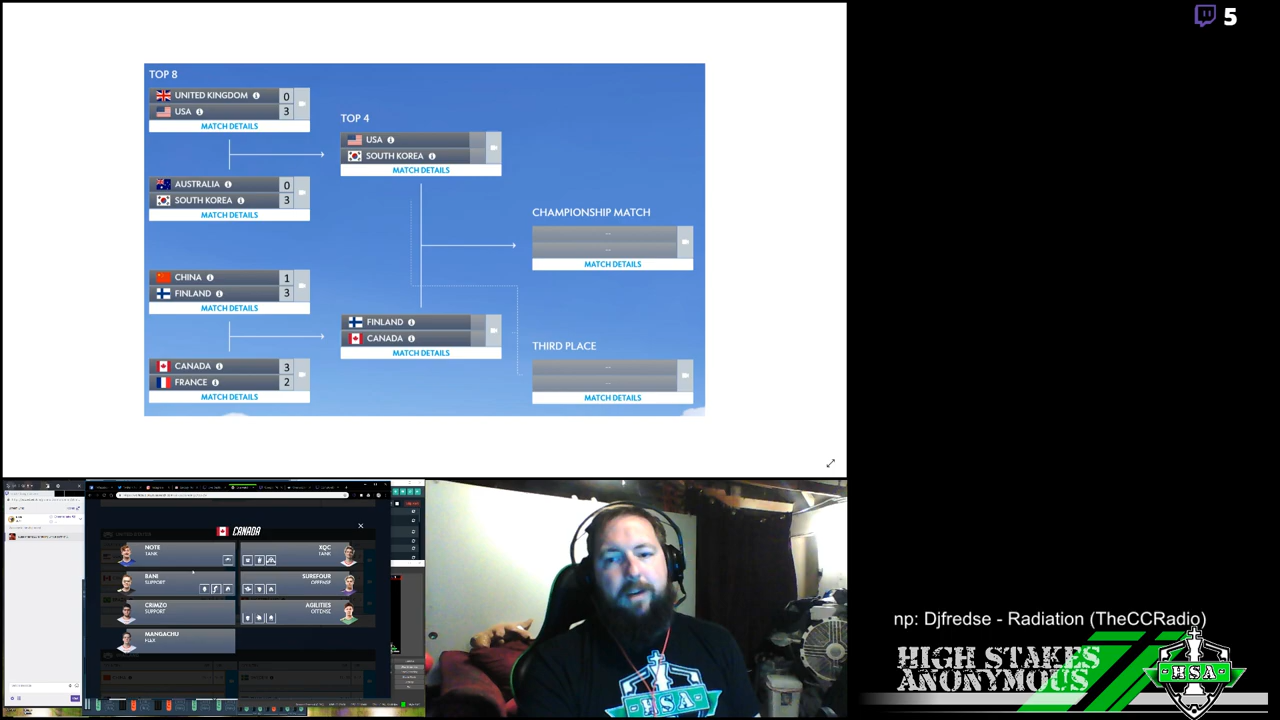 5
TOP 8
UNITED KINGDOM 0
USA 3
MATCH DETAILS
AUSTRALIA 0
SOUTH KOREA 3
MATCH DETAILS
CHINA 1
FINLAND 3
MATCH DETAILS
CANADA 3
FRANCE 2
MATCH DETAILS
TOP 4
USA
SOUTH KOREA
MATCH DETAILS
FINLAND
CANADA
MATCH DETAILS
CHAMPIONSHIP MATCH
--
--
MATCH DETAILS
THIRD PLACE
--
--
MATCH DETAILS
CANADA
NOTE
TANK
XQC
TANK
BANI
SUPPORT
SUREFOUR
OFFENSE
CRIMZO
SUPPORT
AGILITIES
OFFENSE
MANGACHU
FLEX
HSA
np: Djfredse - Radiation (TheCCRadio)
HIGH STAKES
ANONYMOUS
HSA